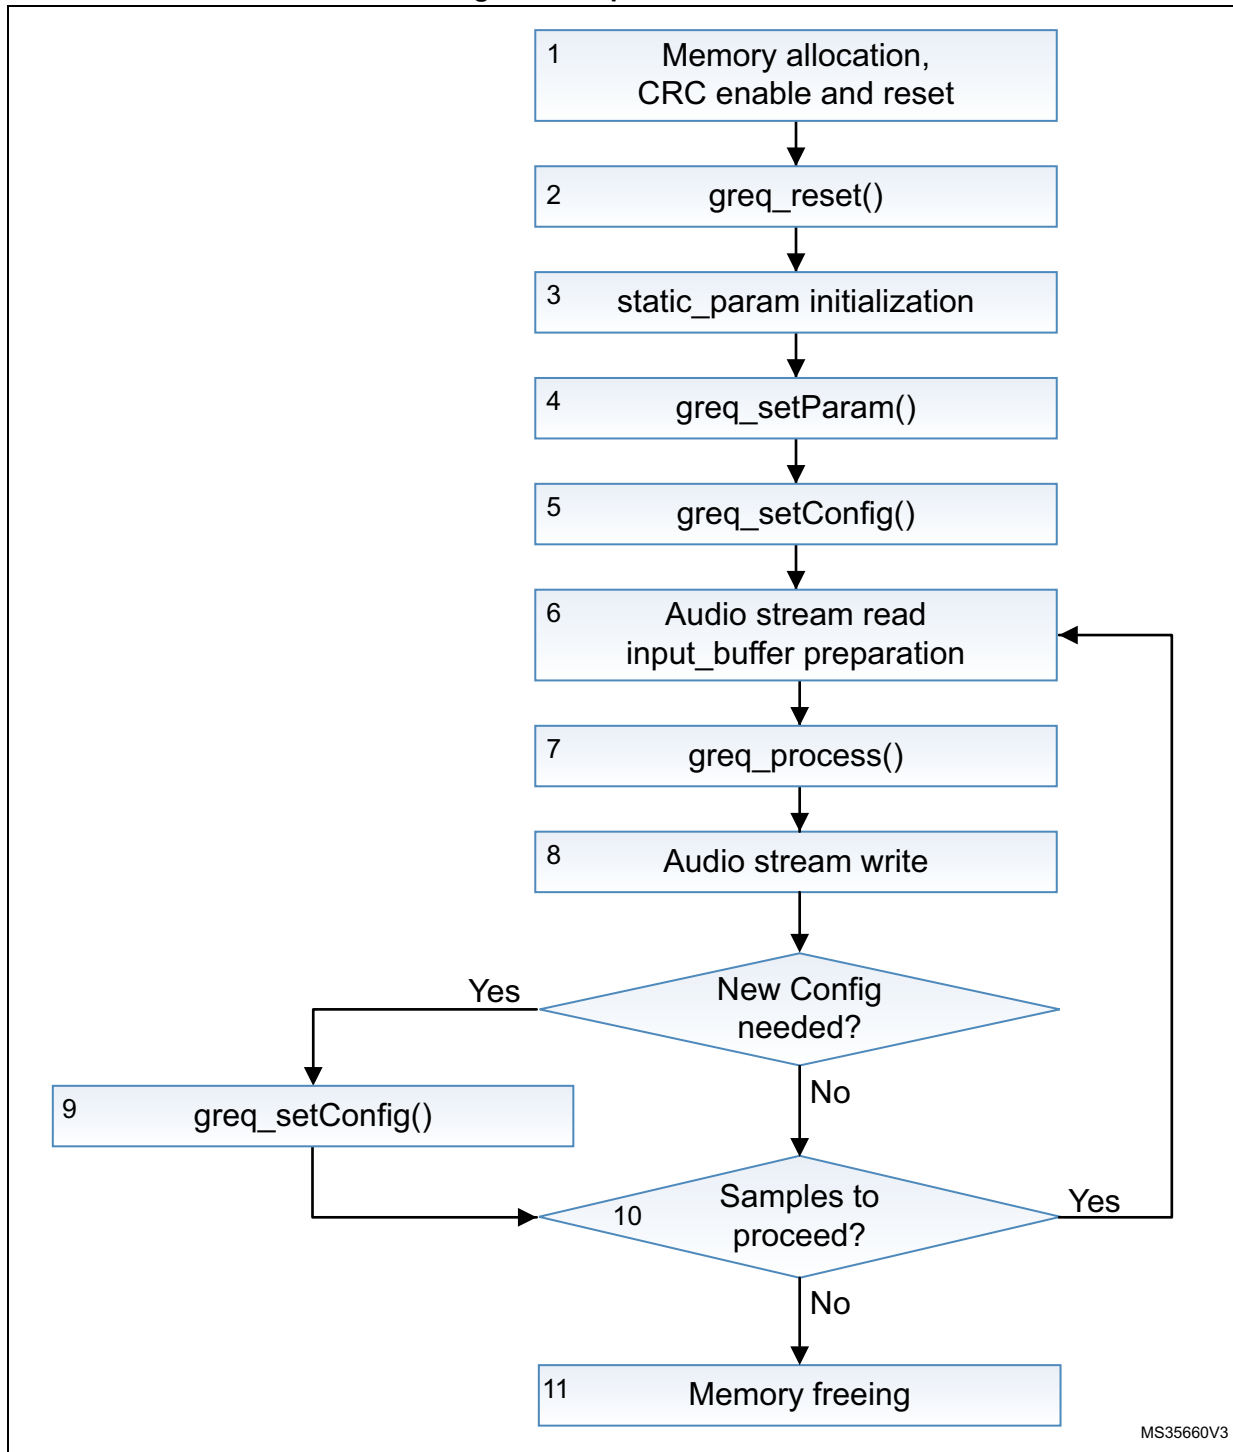 1
Memory allocation,
CRC enable and reset
2
greq_reset()
3
static_param initialization
4
greq_setParam()
5
greq_setConfig()
6
Audio stream read
input_buffer preparation
7
greq_process()
8
Audio stream write
New Config
needed?
Yes
No
9
greq_setConfig()
10
Samples to
proceed?
Yes
No
11
Memory freeing
MS35660V3